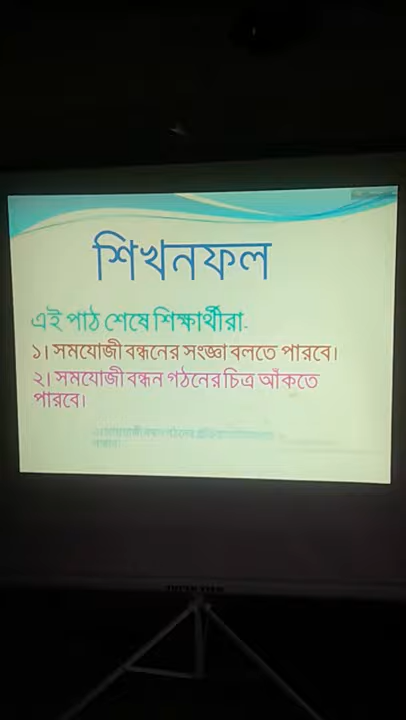 শিখনফল
এই পাঠ শেষে শিক্ষার্থীরা-
১। সমযোজী বন্ধনের সংজ্ঞা বলতে পারবে।
২। সমযোজী বন্ধন গঠনের চিত্র আঁকতে
পারবে।